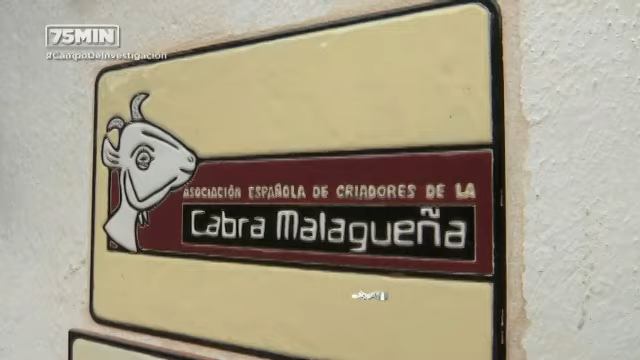 75MIN
#CampoDeInvestigación
ASOCIACIÓN ESPAÑOLA DE CRIADORES DE LA
Cabra Malagueña